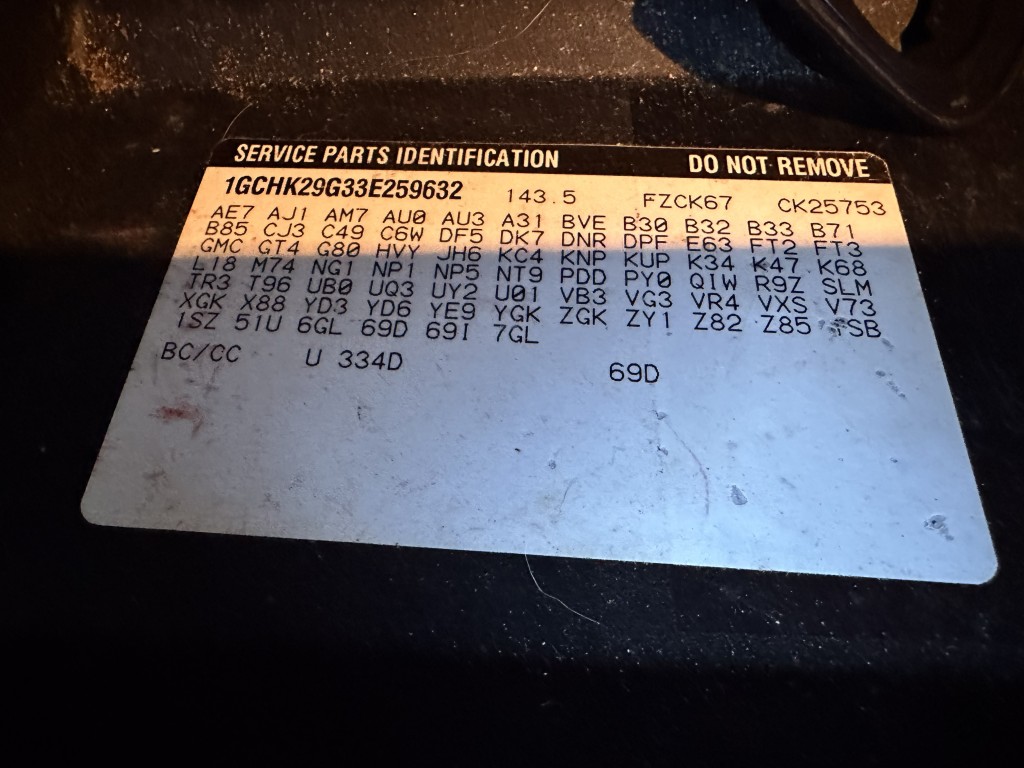 SERVICE PARTS IDENTIFICATION DO NOT REMOVE
1GCHK29G33E259632 143.5 FZCK67 CK25753
AE7 AJ1 AM7 AU0 AU3 A31 BVE B30 B32 B33 B71
B85 CJ3 C49 C6W DF5 DK7 DNR DPF E63 FT2 FT3
GMC GT4 G80 HVY JH6 KC4 KNP KUP K34 K47 K68
L18 M74 NG1 NP1 NP5 NT9 PDD PY0 QIW R9Z SLM
TR3 T96 UB0 UQ3 UY2 U01 VB3 VG3 VR4 VXS V73
XGK X88 YD3 YD6 YE9 YGK ZGK ZY1 Z82 Z85
1SZ 51U 6GL 69D 69I 7GL
BC/CC U 334D 69D